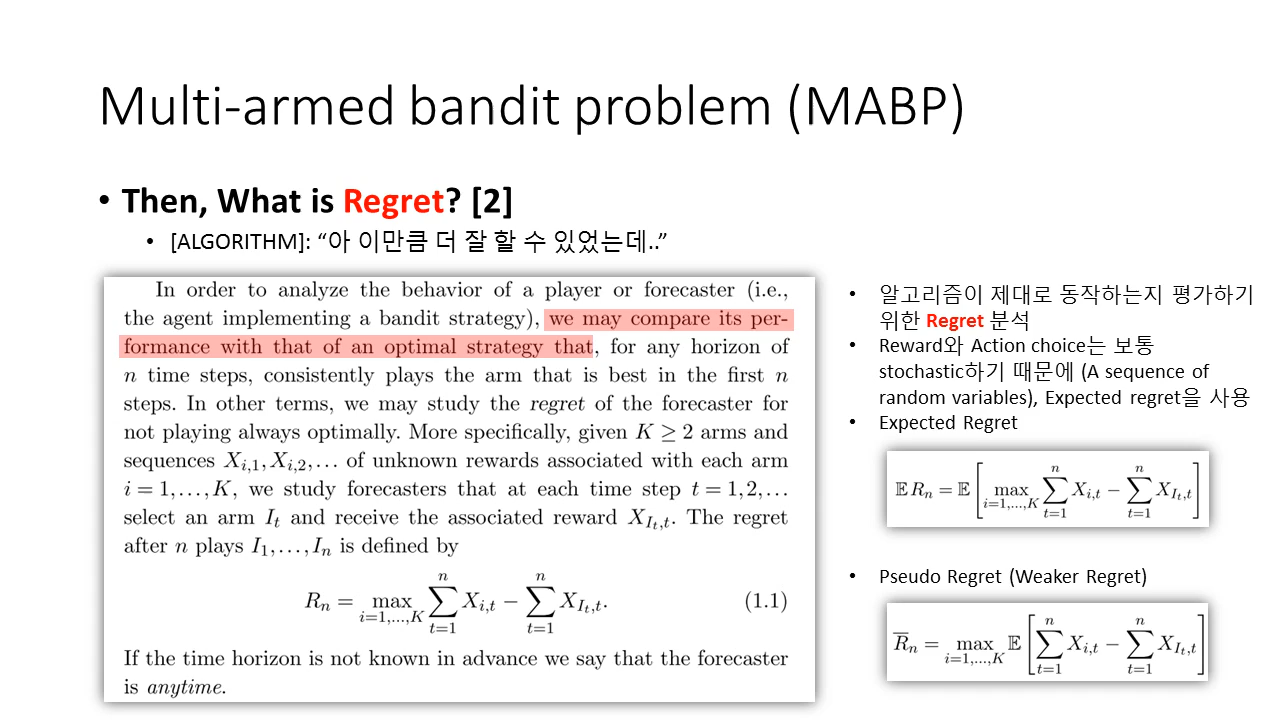 Multi-armed bandit problem (MABP)
• Then, What is Regret? [2]
• [ALGORITHM]: “아 이만큼 더 잘 할 수 있었는데..”
In order to analyze the behavior of a player or forecaster (i.e.,
the agent implementing a bandit strategy), we may compare its per-
formance with that of an optimal strategy that, for any horizon of
n time steps, consistently plays the arm that is best in the first n
steps. In other terms, we may study the regret of the forecaster for
not playing always optimally. More specifically, given K ≥ 2 arms and
sequences X_{i,1}, X_{i,2}, . . . of unknown rewards associated with each arm
i = 1, . . . , K, we study forecasters that at each time step t = 1, 2, . . .
select an arm I_t and receive the associated reward X_{I_t,t}. The regret
after n plays I_1, . . . , I_n is defined by
R_n = max_{i=1,...,K} ∑_{t=1}^{n} X_{i,t} − ∑_{t=1}^{n} X_{I_t,t}. (1.1)
If the time horizon is not known in advance we say that the forecaster
is anytime.
• 알고리즘이 제대로 동작하는지 평가하기
위한 Regret 분석
• Reward와 Action choice는 보통
stochastic하기 때문에 (A sequence of
random variables), Expected regret을 사용
• Expected Regret
𝔼 R_n = 𝔼 [ max_{i=1,...,K} ∑_{t=1}^{n} X_{i,t} − ∑_{t=1}^{n} X_{I_t,t} ]
• Pseudo Regret (Weaker Regret)
R̅_n = max_{i=1,...,K} 𝔼 [ ∑_{t=1}^{n} X_{i,t} − ∑_{t=1}^{n} X_{I_t,t} ]